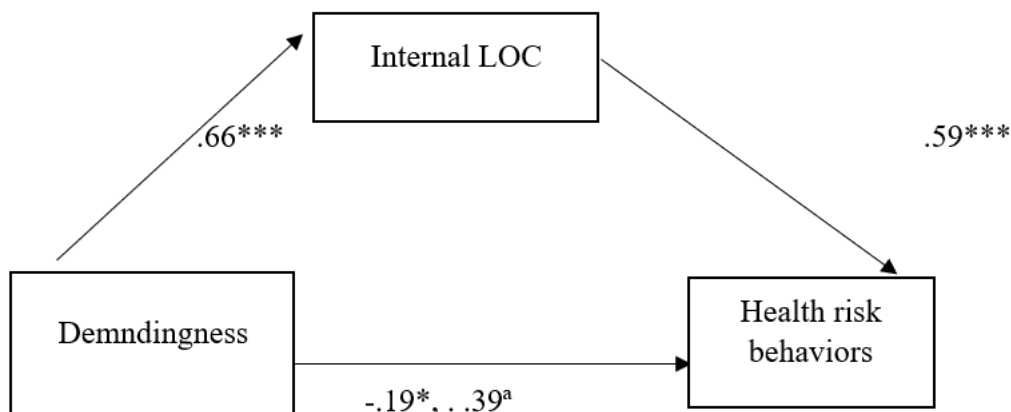 Internal LOC
.66***
.59***
Demndingness
Health risk
behaviors
-.19*, . .39ª